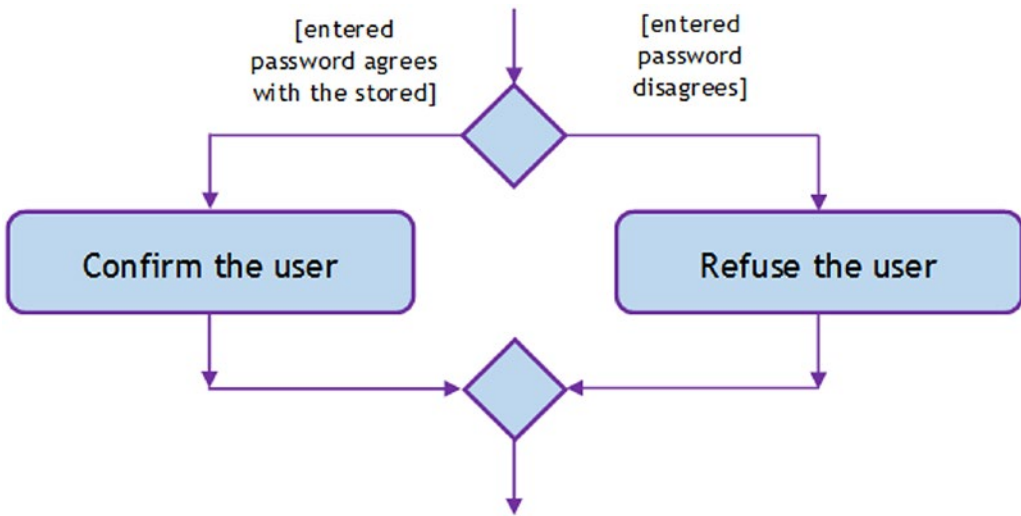 [entered
password agrees
with the stored]
[entered
password
disagrees]
Confirm the user
Refuse the user